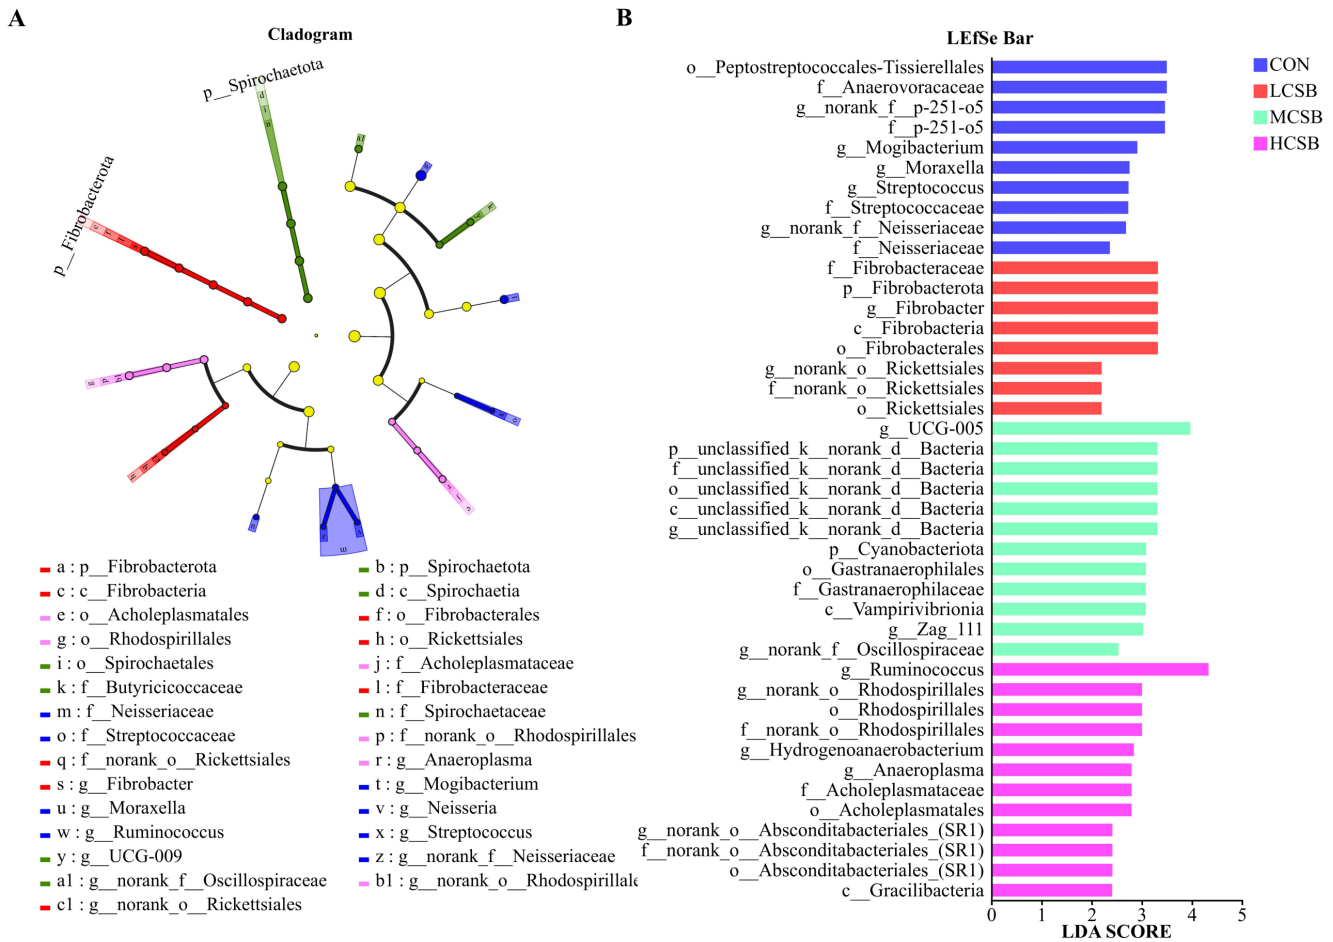 A
Cladogram
p__Spirochaetota
p__Fibrobacterota
a : p__Fibrobacterota
b : p__Spirochaetota
c : c__Fibrobacteria
d : c__Spirochaetia
e : o__Acholeplasmatales
f : o__Fibrobacterales
g : o__Rhodospirillales
h : o__Rickettsiales
i : o__Spirochaetales
j : f__Acholeplasmataceae
k : f__Butyricicoccaceae
l : f__Fibrobacteraceae
m : f__Neisseriaceae
n : f__Spirochaetaceae
o : f__Streptococcaceae
p : f__norank_o__Rhodospirillales
q : f__norank_o__Rickettsiales
r : g__Anaeroplasma
s : g__Fibrobacter
t : g__Mogibacterium
u : g__Moraxella
v : g__Neisseria
w : g__Ruminococcus
x : g__Streptococcus
y : g__UCG-009
z : g__norank_f__Neisseriaceae
a1 : g__norank_f__Oscillospiraceae
b1 : g__norank_o__Rhodospirillale
c1 : g__norank_o__Rickettsiales
B
LEfSe Bar
o__Peptostreptococcales-Tissierellales
f__Anaerovoracaceae
g__norank_f__p-251-o5
f__p-251-o5
g__Mogibacterium
g__Moraxella
g__Streptococcus
f__Streptococcaceae
g__norank_f__Neisseriaceae
f__Neisseriaceae
f__Fibrobacteraceae
p__Fibrobacterota
g__Fibrobacter
c__Fibrobacteria
o__Fibrobacterales
g__norank_o__Rickettsiales
f__norank_o__Rickettsiales
o__Rickettsiales
g__UCG-005
p__unclassified_k__norank_d__Bacteria
f__unclassified_k__norank_d__Bacteria
o__unclassified_k__norank_d__Bacteria
c__unclassified_k__norank_d__Bacteria
g__unclassified_k__norank_d__Bacteria
p__Cyanobacteriota
o__Gastranaerophilales
f__Gastranaerophilaceae
c__Vampirivibrionia
g__Zag_111
g__norank_f__Oscillospiraceae
g__Ruminococcus
g__norank_o__Rhodospirillales
o__Rhodospirillales
f__norank_o__Rhodospirillales
g__Hydrogenoanaerobacterium
g__Anaeroplasma
f__Acholeplasmataceae
o__Acholeplasmatales
g__norank_o__Absconditabacteriales_(SR1)
f__norank_o__Absconditabacteriales_(SR1)
o__Absconditabacteriales_(SR1)
c__Gracilibacteria
0 1 2 3 4 5
LDA SCORE
CON
LCSB
MCSB
HCSB